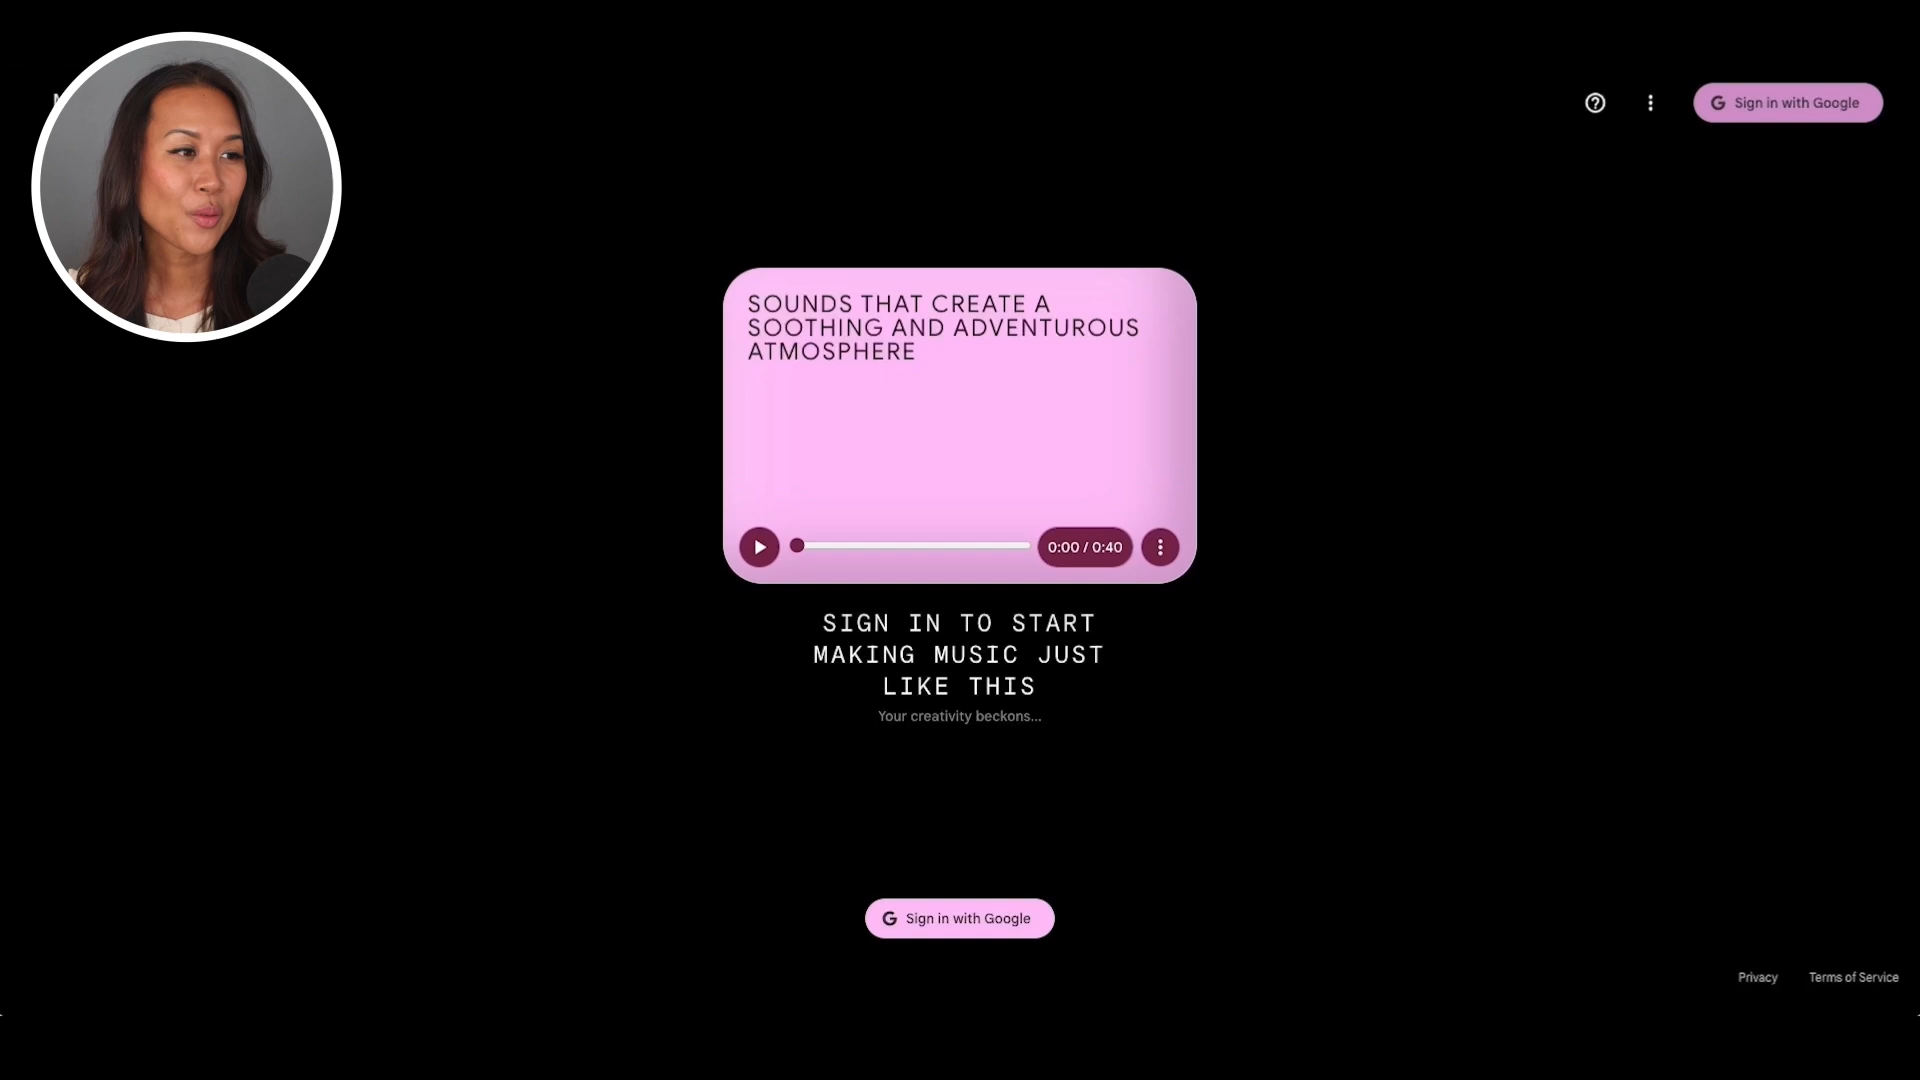 Sign in with Google
SOUNDS THAT CREATE A
SOOTHING AND ADVENTUROUS
ATMOSPHERE
0:00 / 0:40
SIGN IN TO START
MAKING MUSIC JUST
LIKE THIS
Your creativity beckons...
Sign in with Google
Privacy Terms of Service